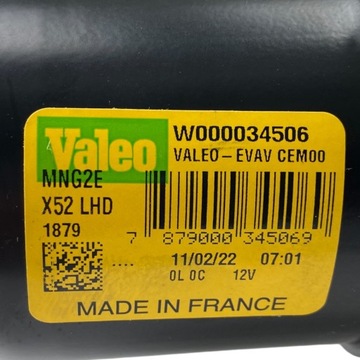 Valeo
W000034506
VALEO-EVAV CEM00
MNG2E
X52 LHD
1879
7 879000 345069
.... 11/02/22 07:01
0L 0C 12V
MADE IN FRANCE